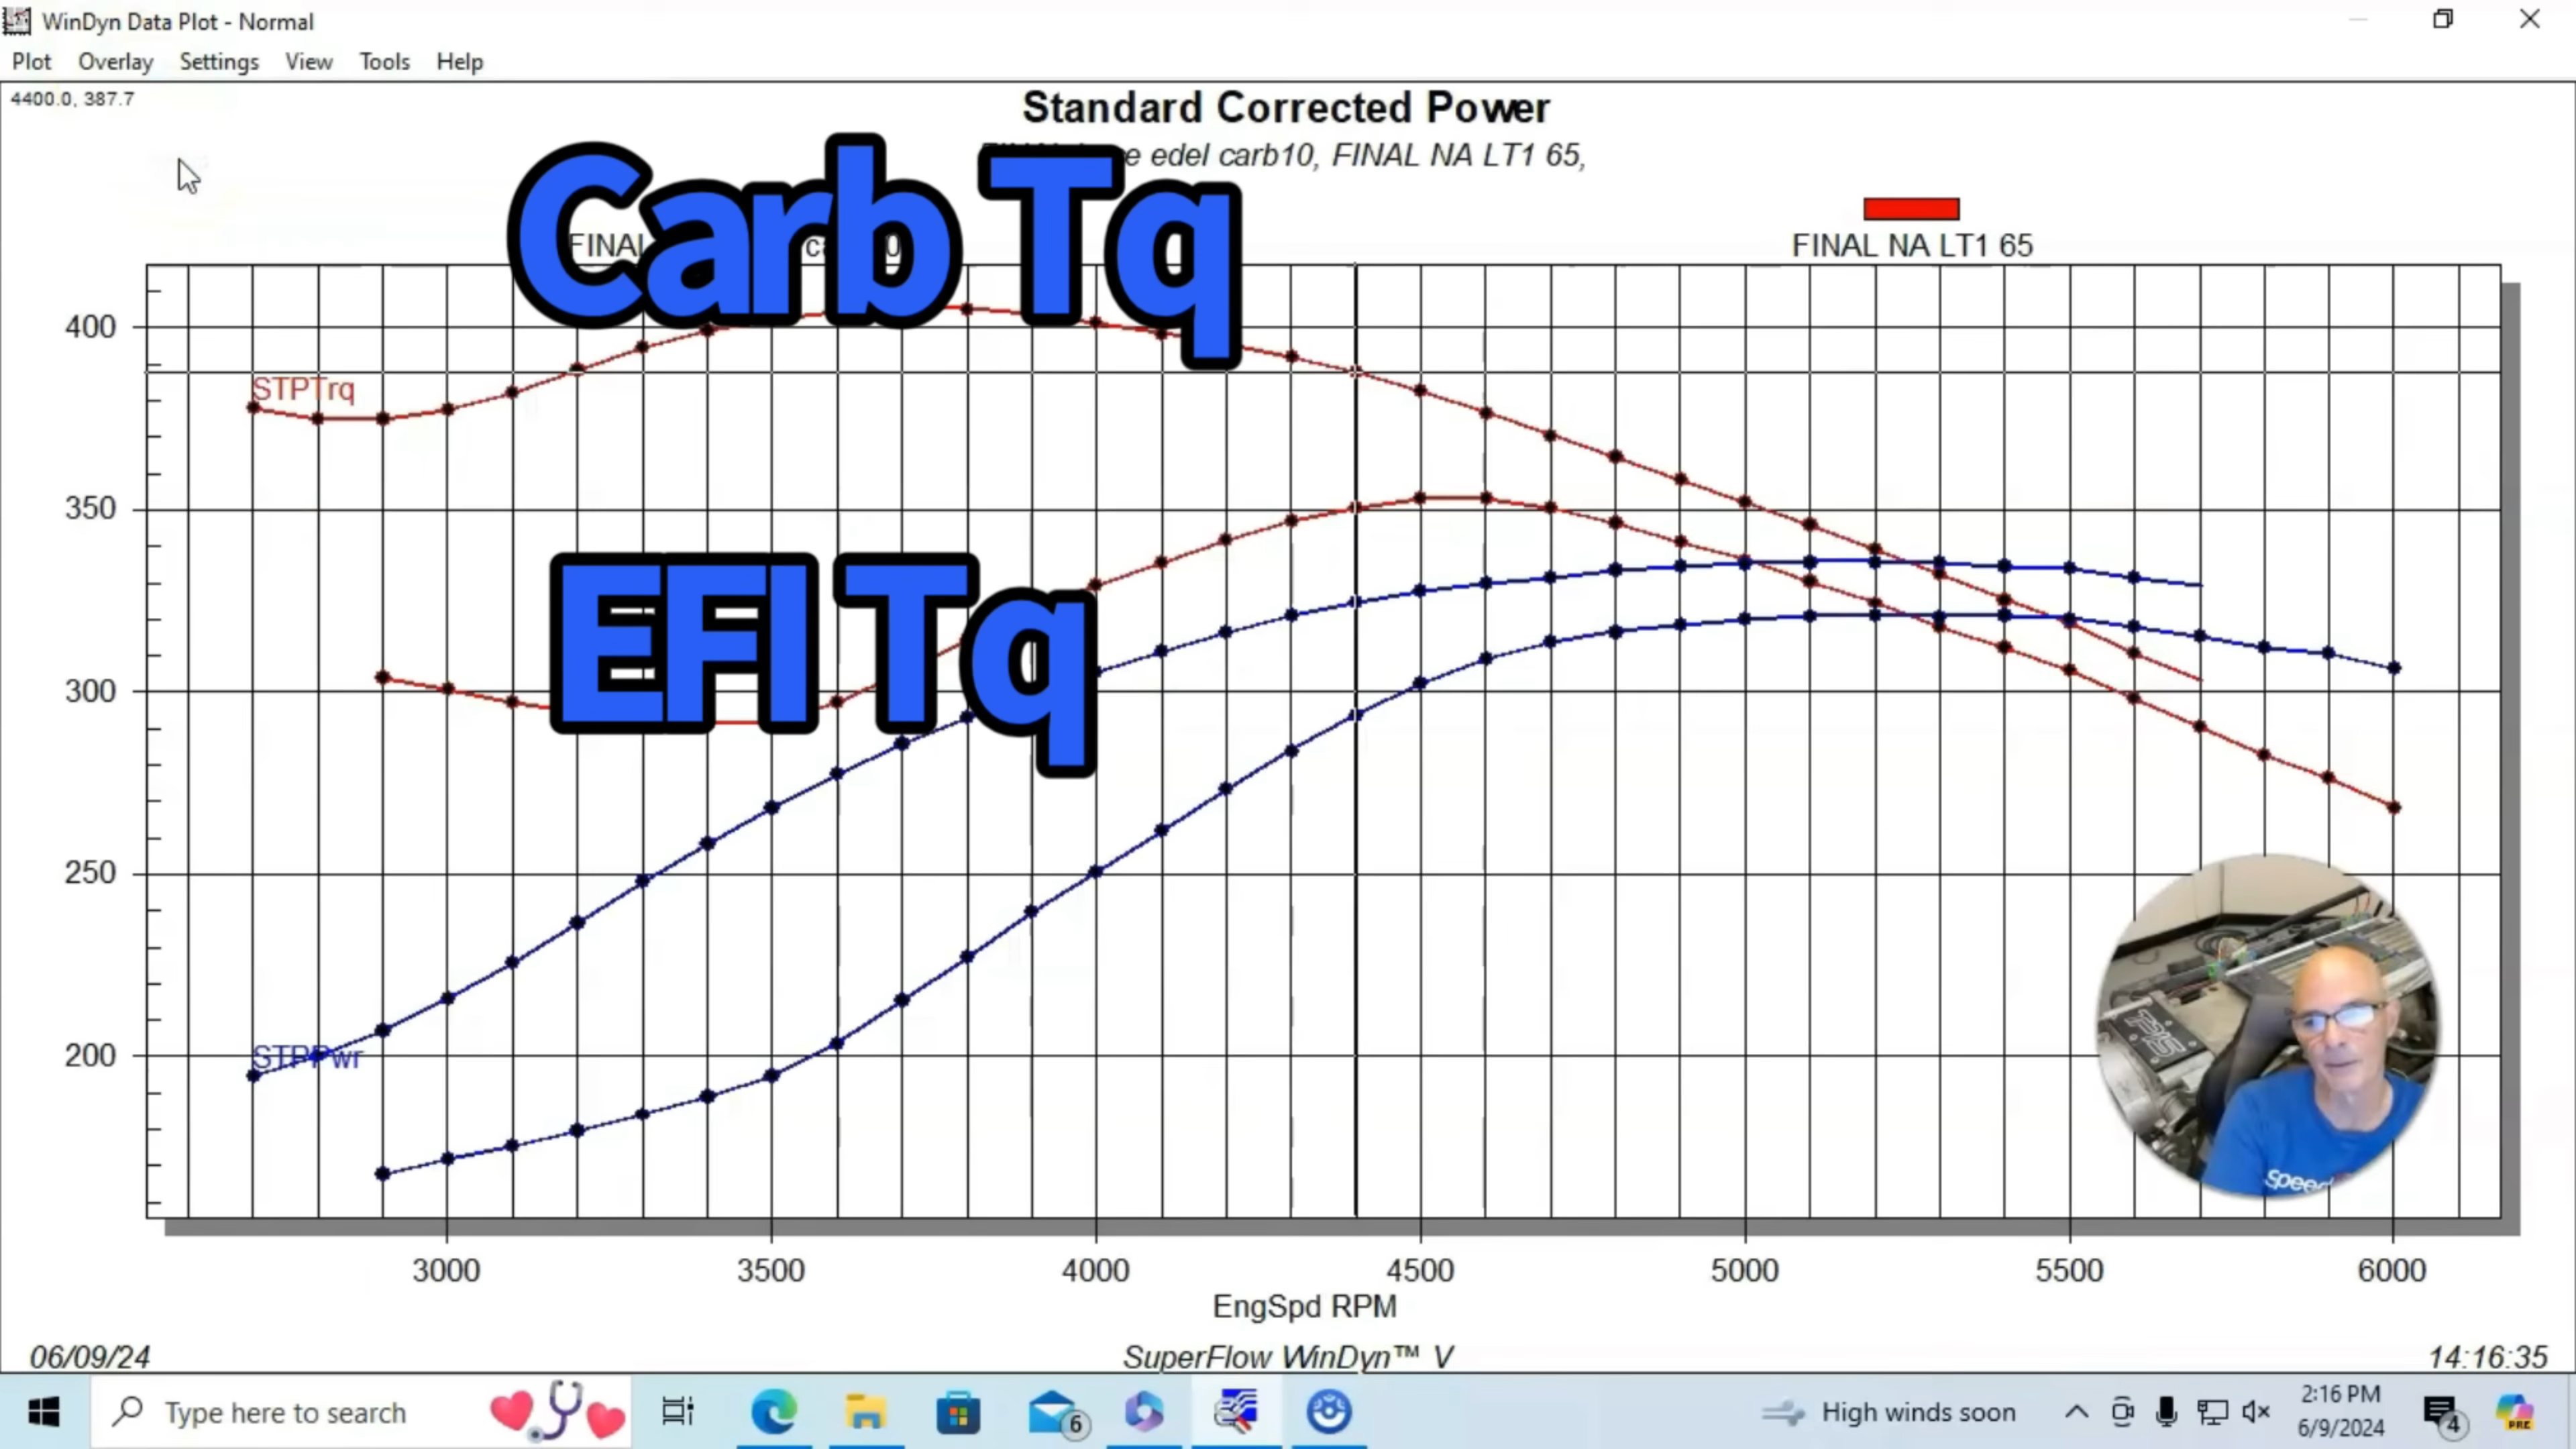 WinDyn Data Plot - Normal
Plot Overlay Settings View Tools Help
4400.0, 387.7
Standard Corrected Power
edel carb10, FINAL NA LT1 65,
Carb Tq
FINAL NA LT1 65
400
STPTrq
350
EFI Tq
300
250
200
STPPwr
PIS
Speed
3000 3500 4000 4500 5000 5500 6000
EngSpd RPM
06/09/24 SuperFlow WinDyn™ V 14:16:35
Type here to search 6 High winds soon 2:16 PM 4 PRE
6/9/2024